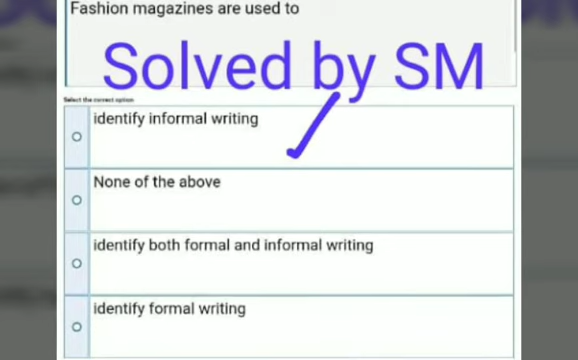 Fashion magazines are used to
Solved by SM
Select the correct option
identify informal writing
None of the above
identify both formal and informal writing
identify formal writing